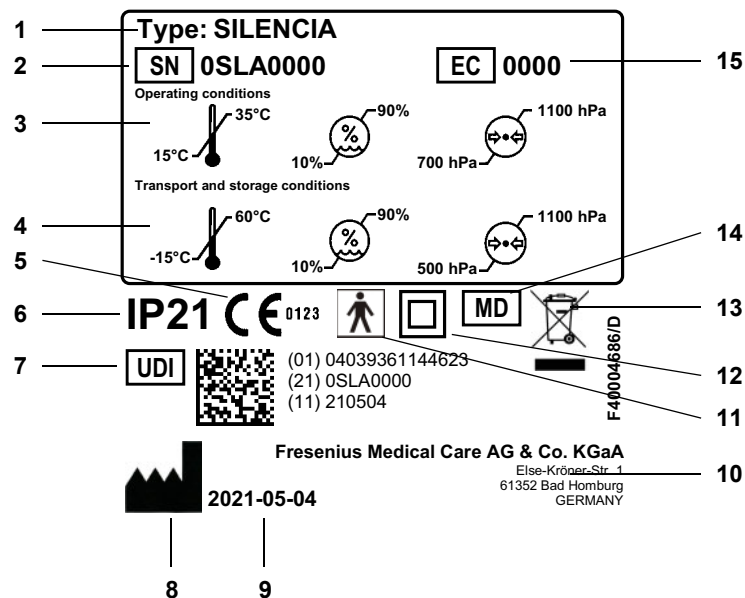 1 Type: SILENCIA
2 SN 0SLA0000 EC 0000 15
Operating conditions
3 35°C 90% 1100 hPa
15°C 10% 700 hPa
Transport and storage conditions
4 60°C 90% 1100 hPa 14
-15°C 10% 500 hPa
5
6 IP21 CE 0123 MD 13
7 UDI (01) 04039361144623 12
(21) 0SLA0000
(11) 210504 11
F40004686/D
Fresenius Medical Care AG & Co. KGaA
Else-Kröner-Str. 1 10
61352 Bad Homburg
GERMANY
2021-05-04
8 9
%
%